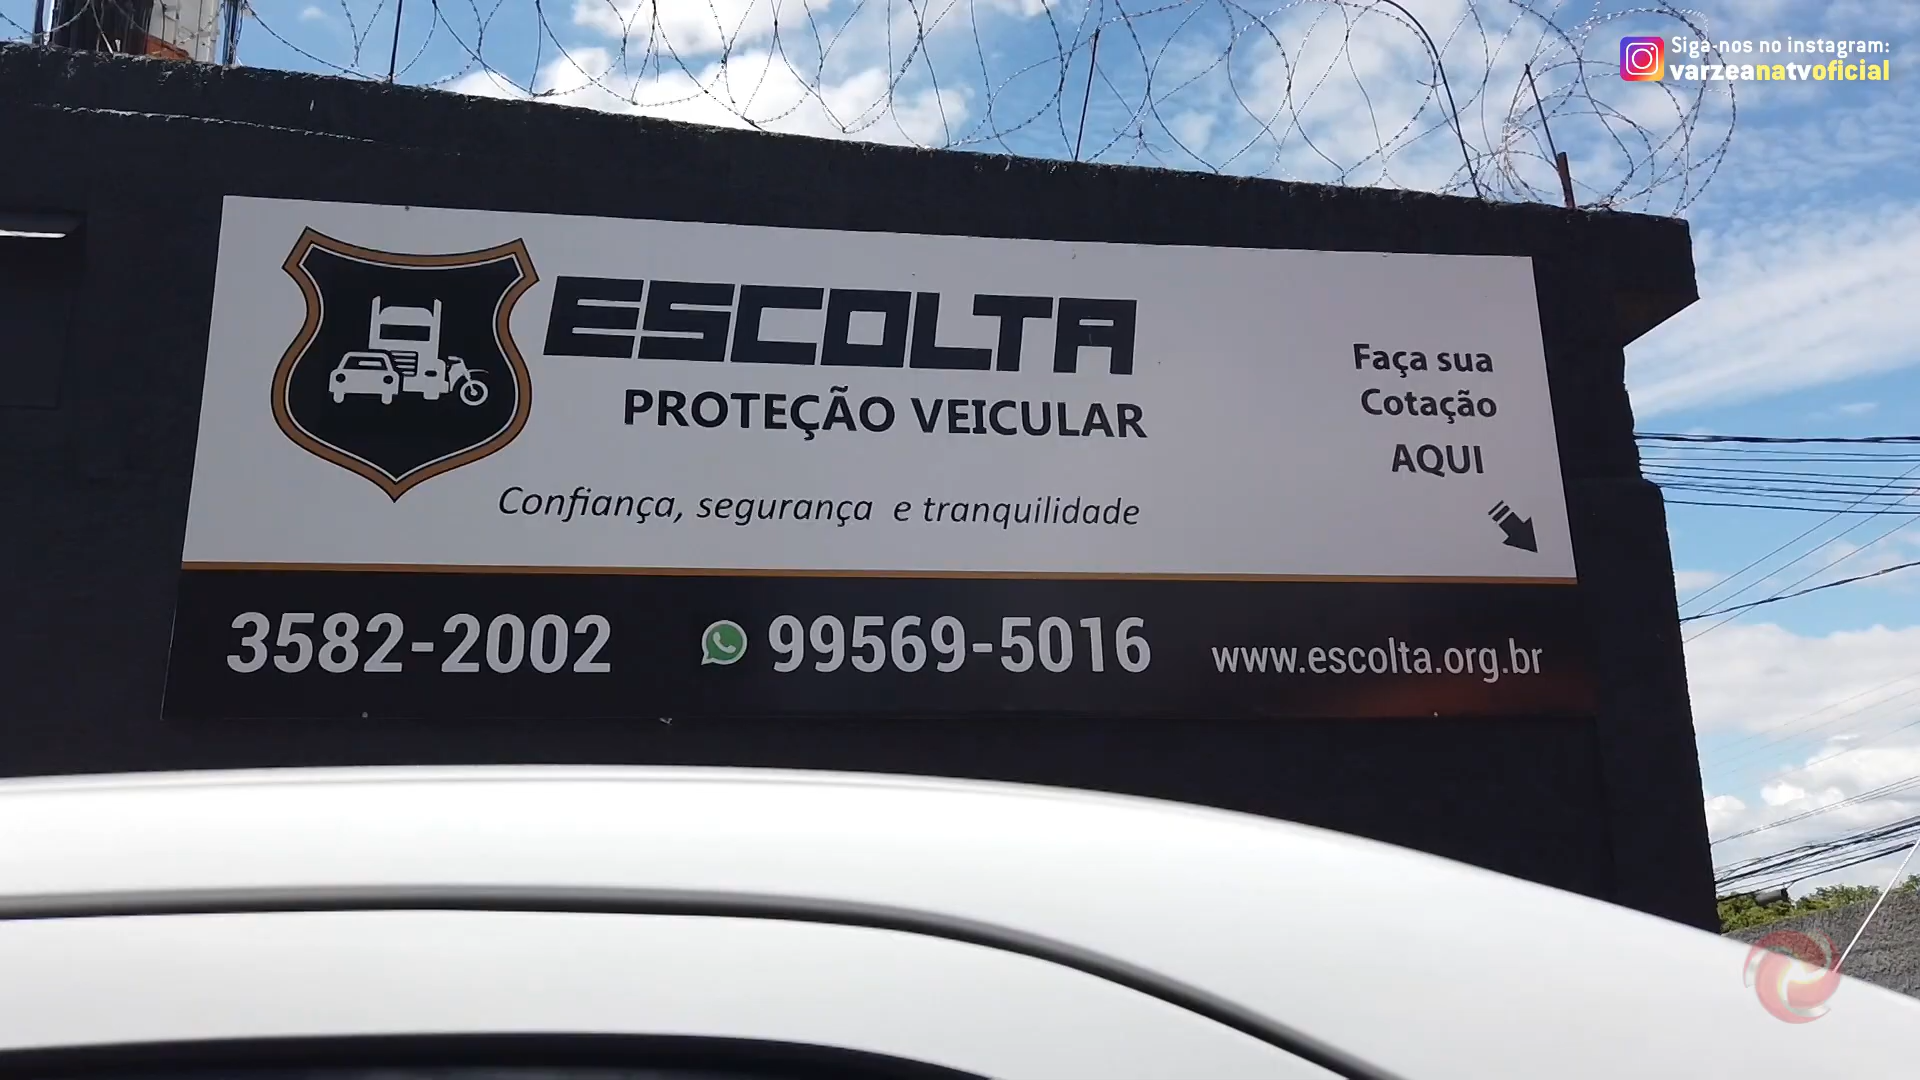 Siga-nos no instagram:
varzeanatvoficial
ESCOLTA
PROTEÇÃO VEICULAR
Confiança, segurança e tranquilidade
Faça sua
Cotação
AQUI
3582-2002
99569-5016
www.escolta.org.br